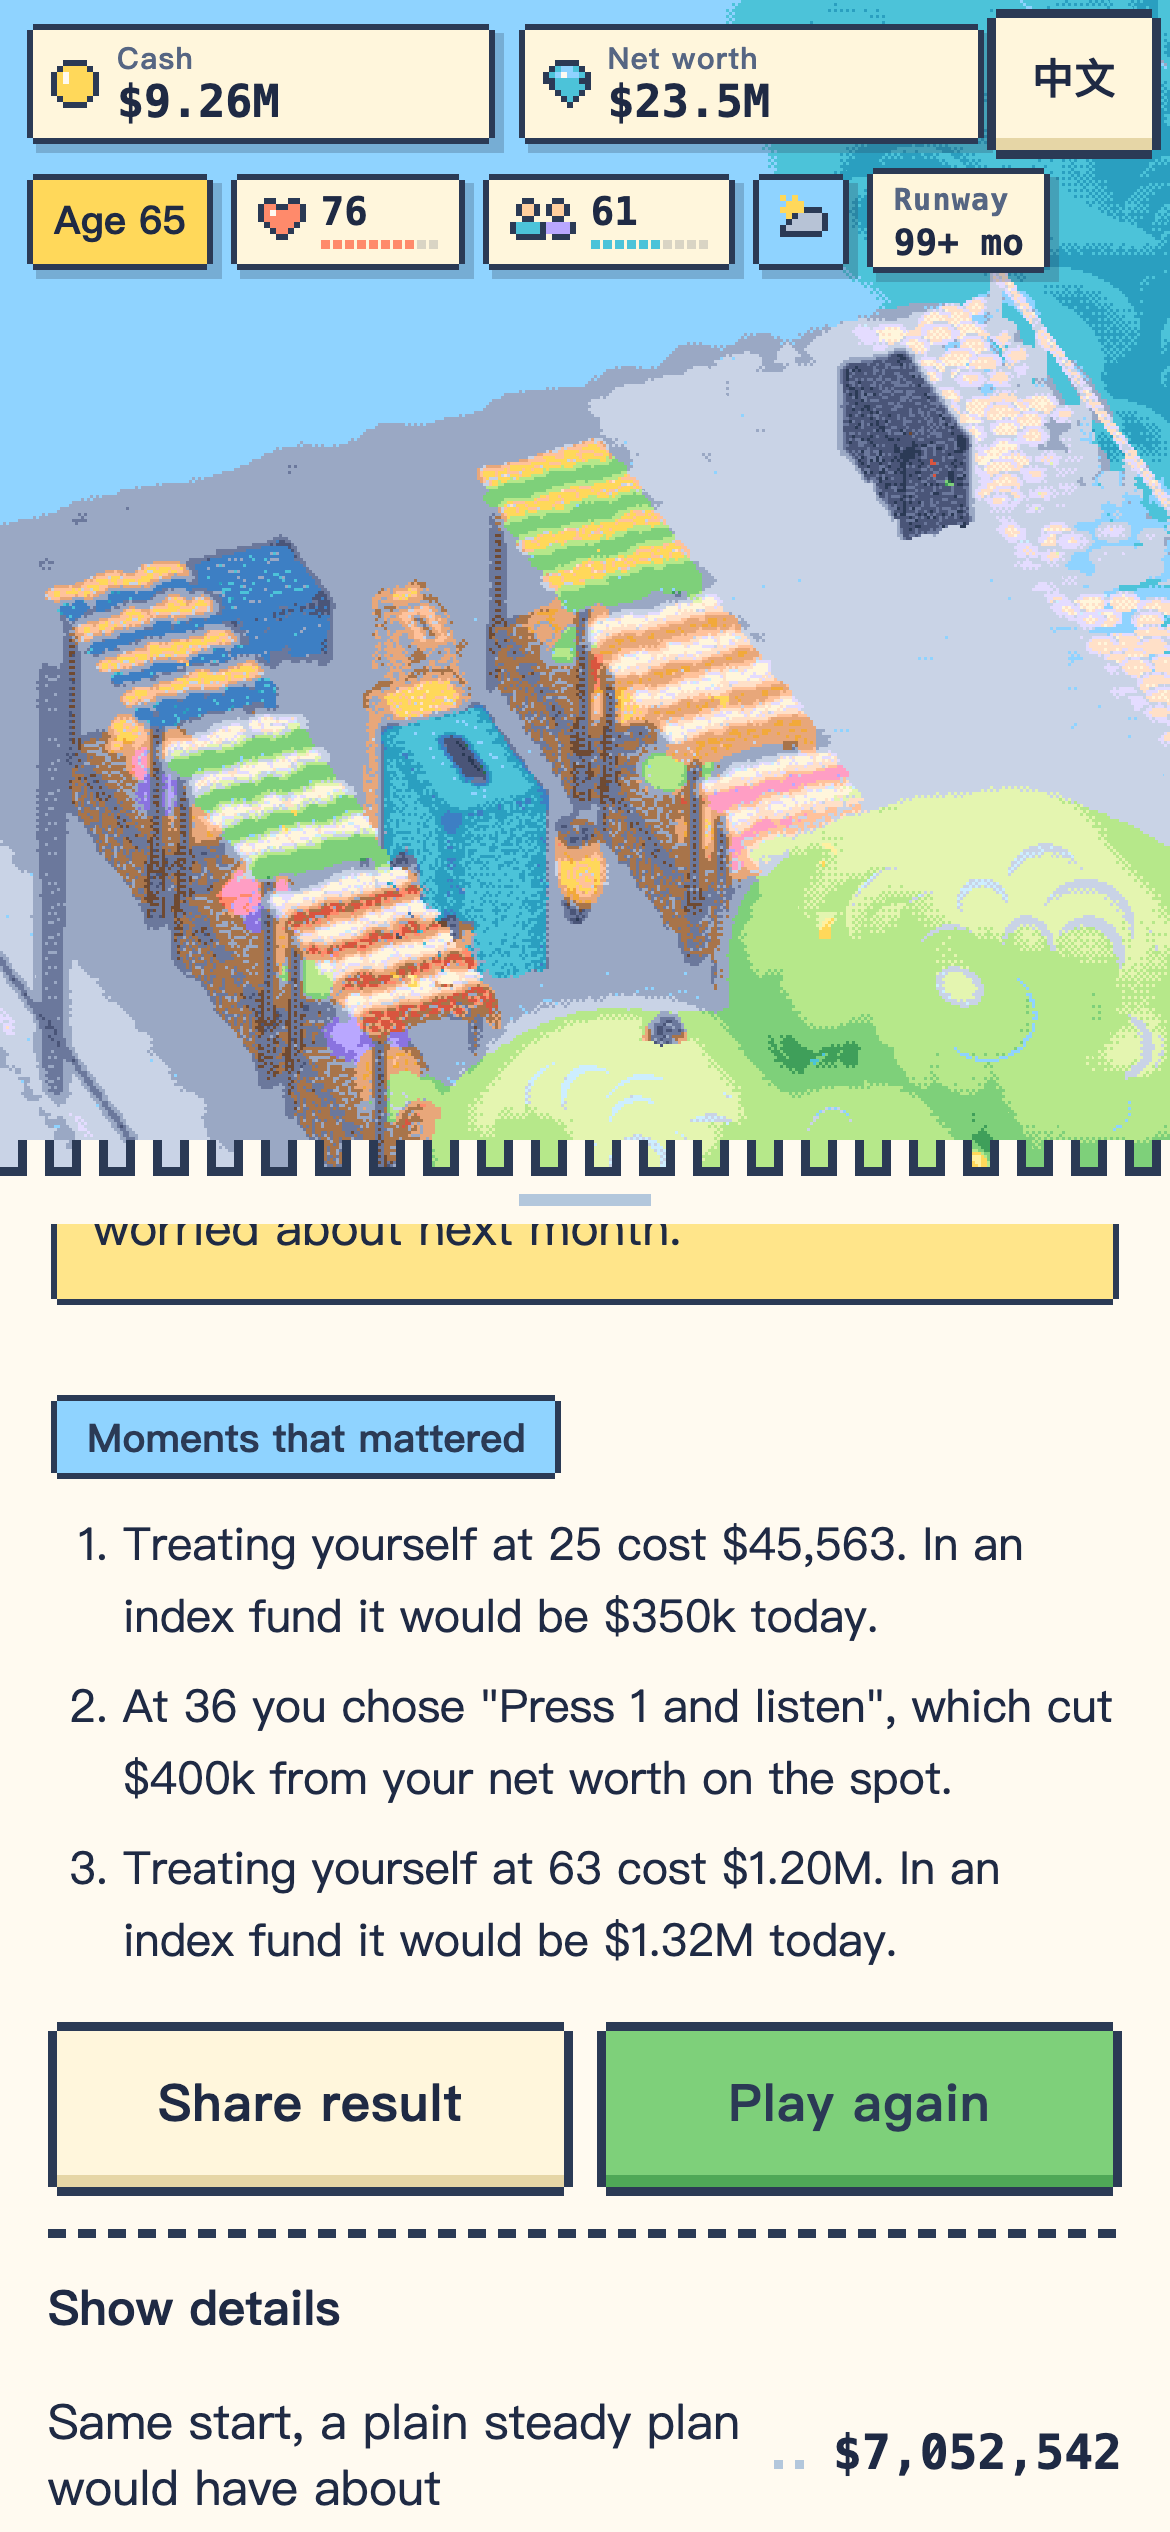 Cash
$9.26M
Net worth
$23.5M
中文
Age 65
76
61
Runway
99+ mo
worried about next month.
Moments that mattered
1. Treating yourself at 25 cost $45,563. In an
index fund it would be $350k today.
2. At 36 you chose "Press 1 and listen", which cut
$400k from your net worth on the spot.
3. Treating yourself at 63 cost $1.20M. In an
index fund it would be $1.32M today.
Share result
Play again
Show details
Same start, a plain steady plan
would have about
.. $7,052,542